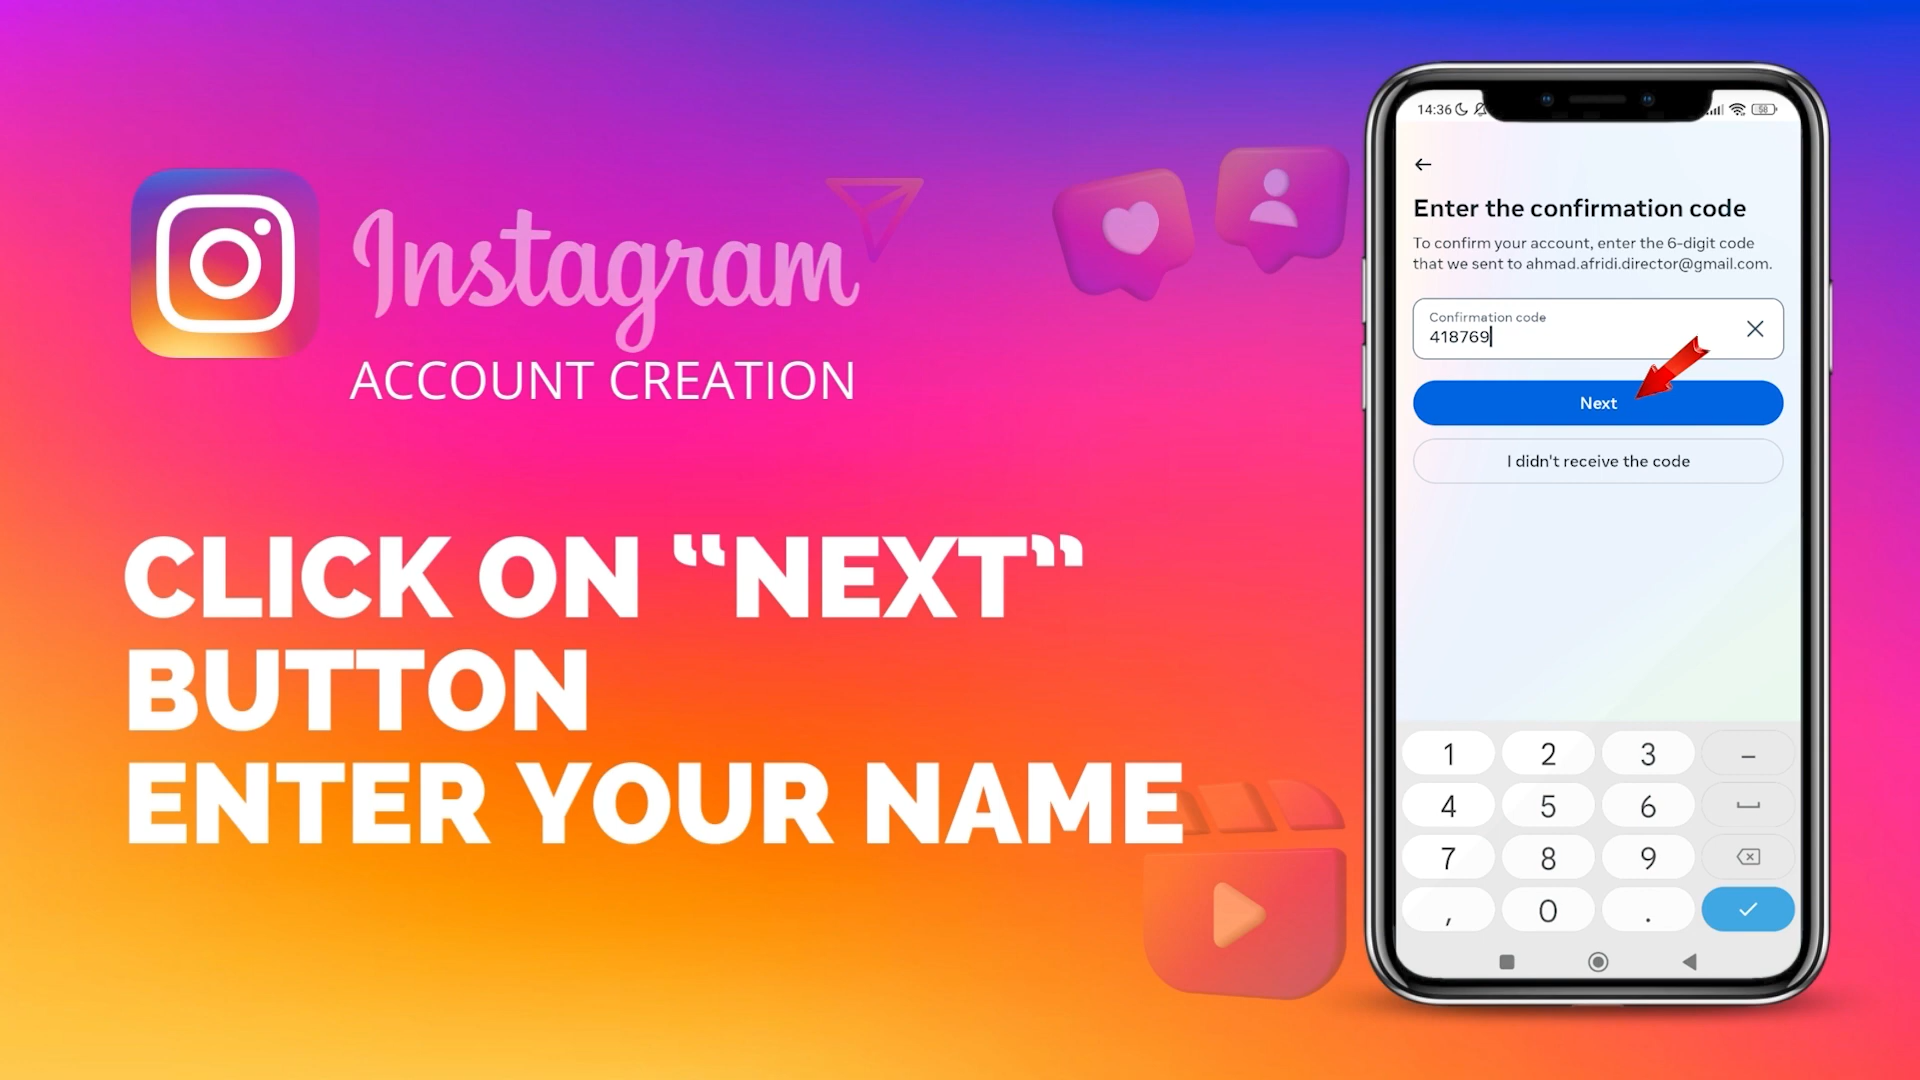 Instagram
ACCOUNT CREATION
CLICK ON “NEXT”
BUTTON
ENTER YOUR NAME
14:36
58
Enter the confirmation code
To confirm your account, enter the 6-digit code
that we sent to ahmad.afridi.director@gmail.com.
Confirmation code
418769
Next
I didn't receive the code
1 2 3 –
4 5 6
7 8 9
, 0 .